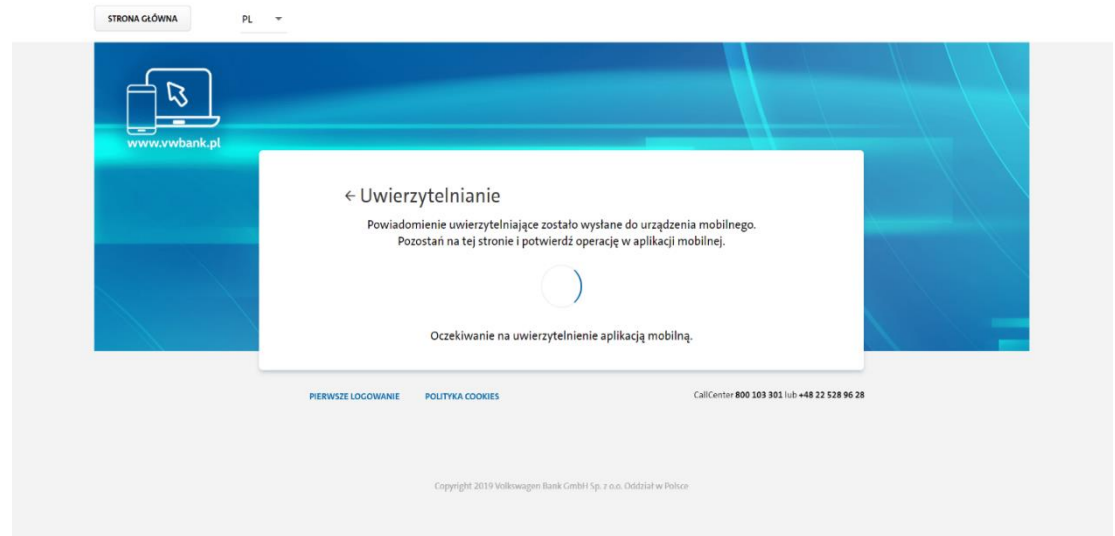 STRONA GŁÓWNA
PL
www.vwbank.pl
← Uwierzytelnianie
Powiadomienie uwierzytelniające zostało wysłane do urządzenia mobilnego.
Pozostań na tej stronie i potwierdź operację w aplikacji mobilnej.
Oczekiwanie na uwierzytelnienie aplikacją mobilną.
PIERWSZE LOGOWANIE POLITYKA COOKIES CallCenter 800 103 301 lub +48 22 528 96 28
Copyright 2019 Volkswagen Bank GmbH Sp. z o.o. Oddział w Polsce